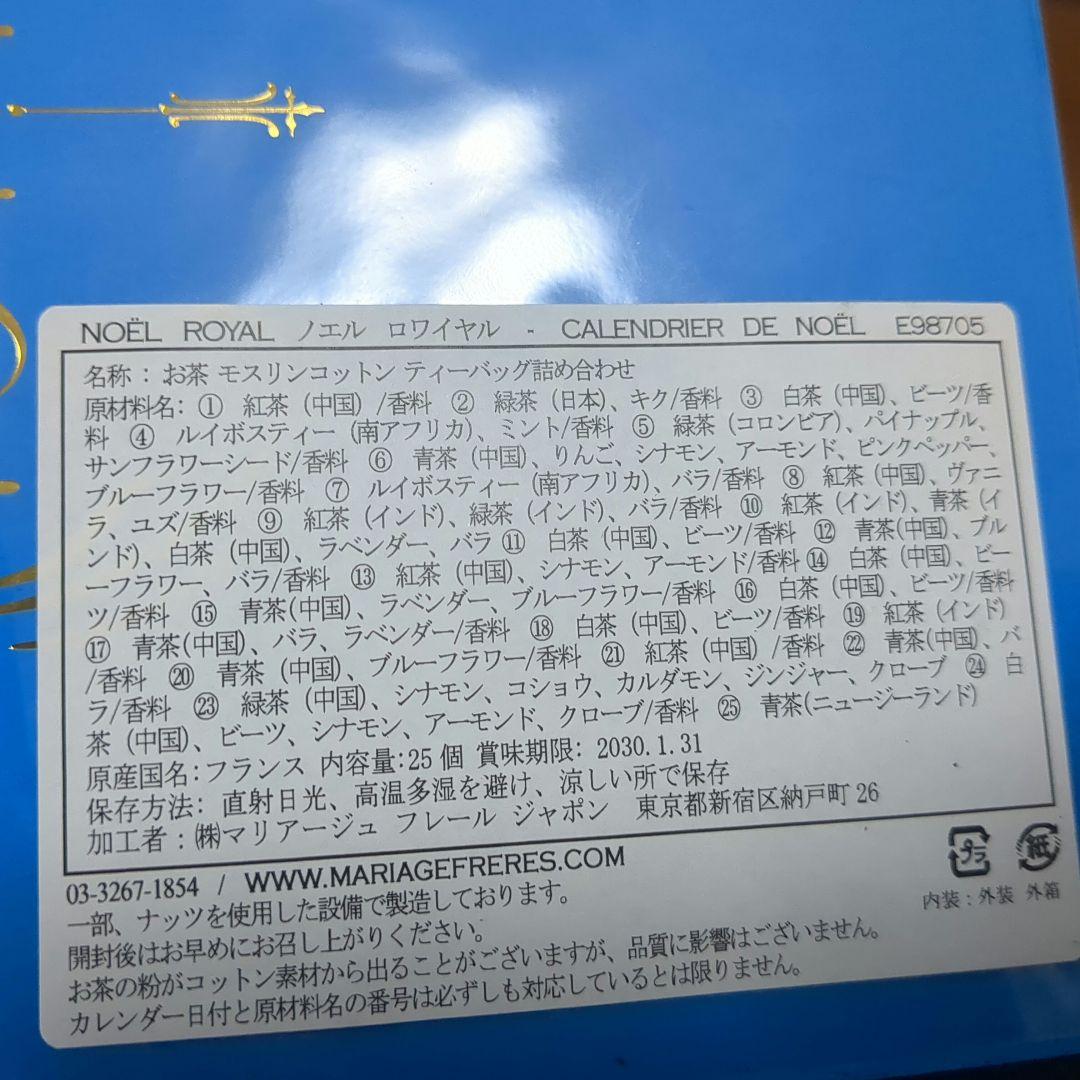 NOËL ROYAL ノエル ロワイヤル - CALENDRIER DE NOËL E98705
名称：お茶 モスリンコットン ティーバッグ詰め合わせ
原材料名：① 紅茶（中国）/香料 ② 緑茶（日本）、キク/香料 ③ 白茶（中国）、ビーツ/香
料 ④ ルイボスティー（南アフリカ）、ミント/香料 ⑤ 緑茶（コロンビア）、パイナップル、
サンフラワーシード/香料 ⑥ 青茶（中国）、りんご、シナモン、アーモンド、ピンクペッパー、
ブルーフラワー/香料 ⑦ ルイボスティー（南アフリカ）、バラ/香料 ⑧ 紅茶（中国）、ヴァニ
ラ、ユズ/香料 ⑨ 紅茶（インド）、緑茶（インド）、バラ/香料 ⑩ 紅茶（インド）、青茶（イ
ンド）、白茶（中国）、ラベンダー、バラ ⑪ 白茶（中国）、ビーツ/香料 ⑫ 青茶(中国)、ブル
ーフラワー、バラ/香料 ⑬ 紅茶（中国）、シナモン、アーモンド/香料 ⑭ 白茶（中国）、ビー
ツ/香料 ⑮ 青茶(中国)、ラベンダー、ブルーフラワー/香料 ⑯ 白茶（中国）、ビーツ/香料
⑰ 青茶(中国)、バラ、ラベンダー/香料 ⑱ 白茶（中国）、ビーツ/香料 ⑲ 紅茶（インド）
/香料 ⑳ 青茶（中国）、ブルーフラワー/香料 ㉑ 紅茶（中国）/香料 ㉒ 青茶(中国)、バ
ラ/香料 ㉓ 緑茶（中国）、シナモン、コショウ、カルダモン、ジンジャー、クローブ ㉔ 白
茶（中国）、ビーツ、シナモン、アーモンド、クローブ/香料 ㉕ 青茶(ニュージーランド)
原産国名：フランス 内容量：25個 賞味期限：2030.1.31
保存方法：直射日光、高温多湿を避け、涼しい所で保存
加工者：㈱マリアージュ フレール ジャポン 東京都新宿区納戸町26
03-3267-1854 / WWW.MARIAGEFRERES.COM
プラ 紙
内装：外装 外箱
一部、ナッツを使用した設備で製造しております。
開封後はお早めにお召し上がりください。
お茶の粉がコットン素材から出ることがございますが、品質に影響はございません。
カレンダー日付と原材料名の番号は必ずしも対応しているとは限りません。